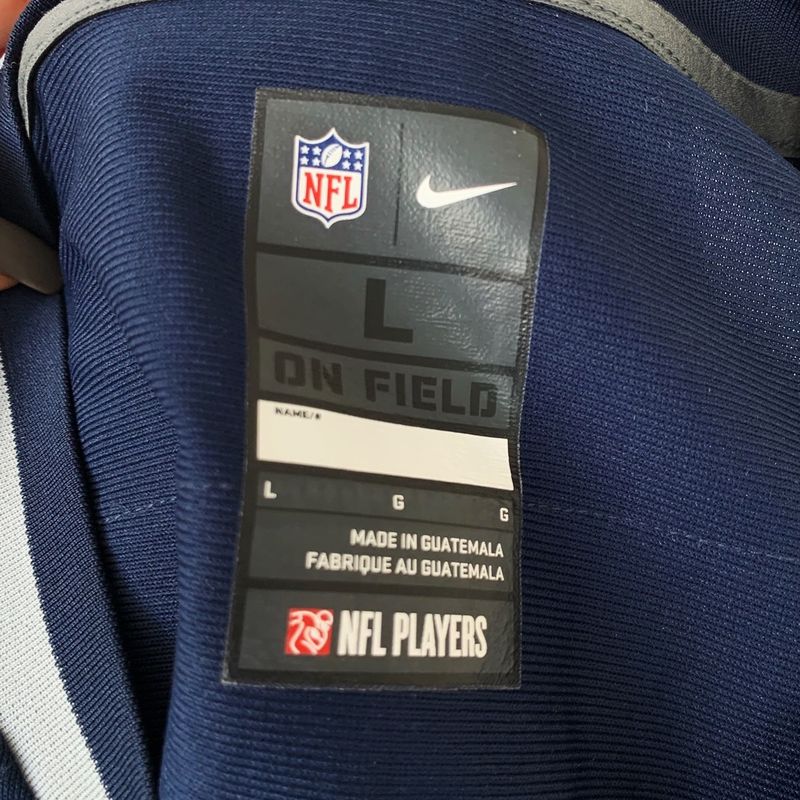 NFL
L
ON FIELD
NAME/#
L G G
MADE IN GUATEMALA
FABRIQUE AU GUATEMALA
NFL PLAYERS